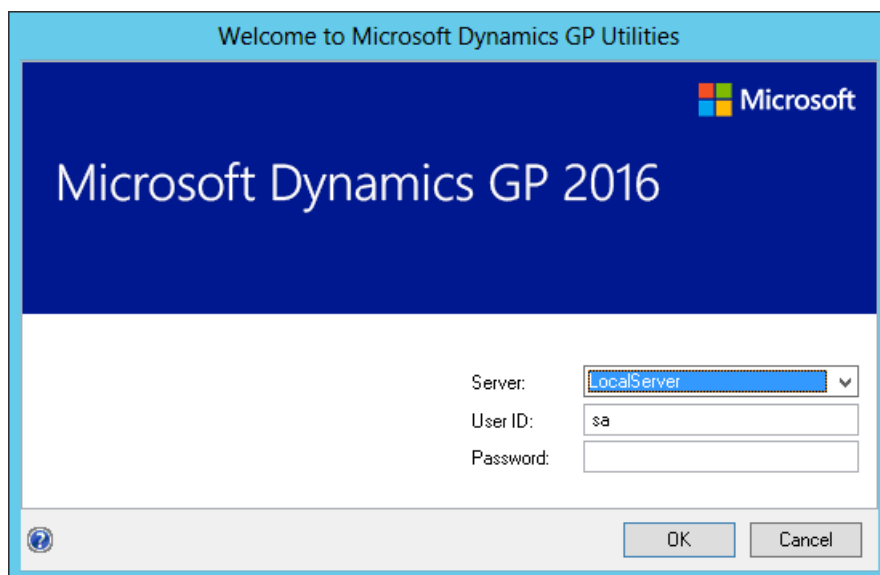 Welcome to Microsoft Dynamics GP Utilities
Microsoft
Microsoft Dynamics GP 2016
Server: LocalServer
User ID: sa
Password:
? OK Cancel